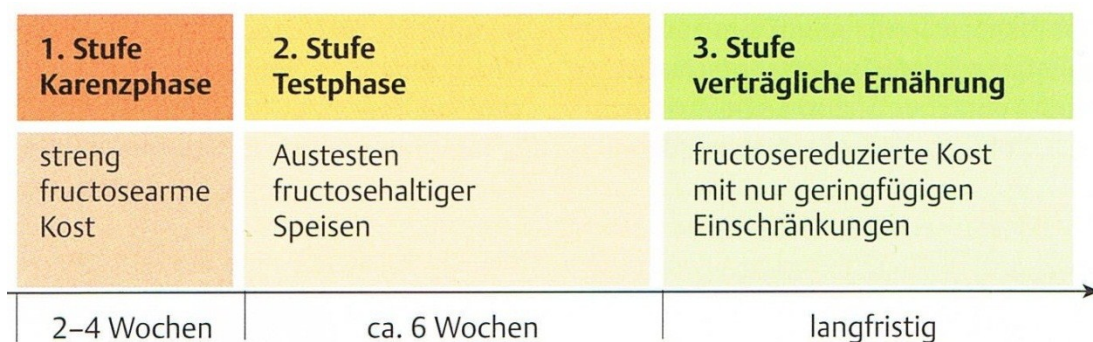 1. Stufe
Karenzphase
2. Stufe
Testphase
3. Stufe
verträgliche Ernährung
streng
fructosearme
Kost
Austesten
fructosehaltiger
Speisen
fructosereduzierte Kost
mit nur geringfügigen
Einschränkungen
2–4 Wochen
ca. 6 Wochen
langfristig